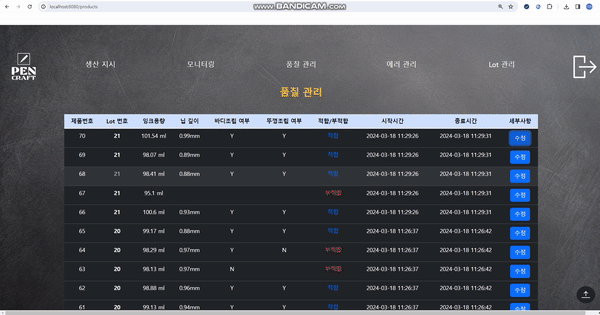 localhost8080/products
www.BANDICAM.com
PEN
CRAFT
생산 지시 모니터링 품질 관리 에러 관리 Lot 관리
품질 관리
제품번호 Lot 번호 잉크용량 닙 길이 바디조립 여부 뚜껑조립 여부 적합/부적합 시작시간 종료시간 세부사항
70 21 101.54 ml 0.99mm Y Y 적합 2024-03-18 11:29:26 2024-03-18 11:29:31 수정
69 21 98.07 ml 0.89mm Y Y 적합 2024-03-18 11:29:26 2024-03-18 11:29:31 수정
68 21 98.41 ml 0.88mm Y Y 적합 2024-03-18 11:29:26 2024-03-18 11:29:31 수정
67 21 95.1 ml 부적합 2024-03-18 11:29:26 2024-03-18 11:29:31 수정
66 21 100.6 ml 0.93mm Y Y 적합 2024-03-18 11:29:26 2024-03-18 11:29:31 수정
65 20 99.17 ml 0.88mm Y Y 적합 2024-03-18 11:26:37 2024-03-18 11:26:42 수정
64 20 98.29 ml 0.97mm Y N 부적합 2024-03-18 11:26:37 2024-03-18 11:26:42 수정
63 20 98.13 ml 0.97mm N 부적합 2024-03-18 11:26:37 2024-03-18 11:26:42 수정
62 20 98.88 ml 0.96mm Y Y 적합 2024-03-18 11:26:37 2024-03-18 11:26:42 수정
61 20 99.13 ml 0.94mm Y Y 적합 2024-03-18 11:26:37 2024-03-18 11:26:42 수정